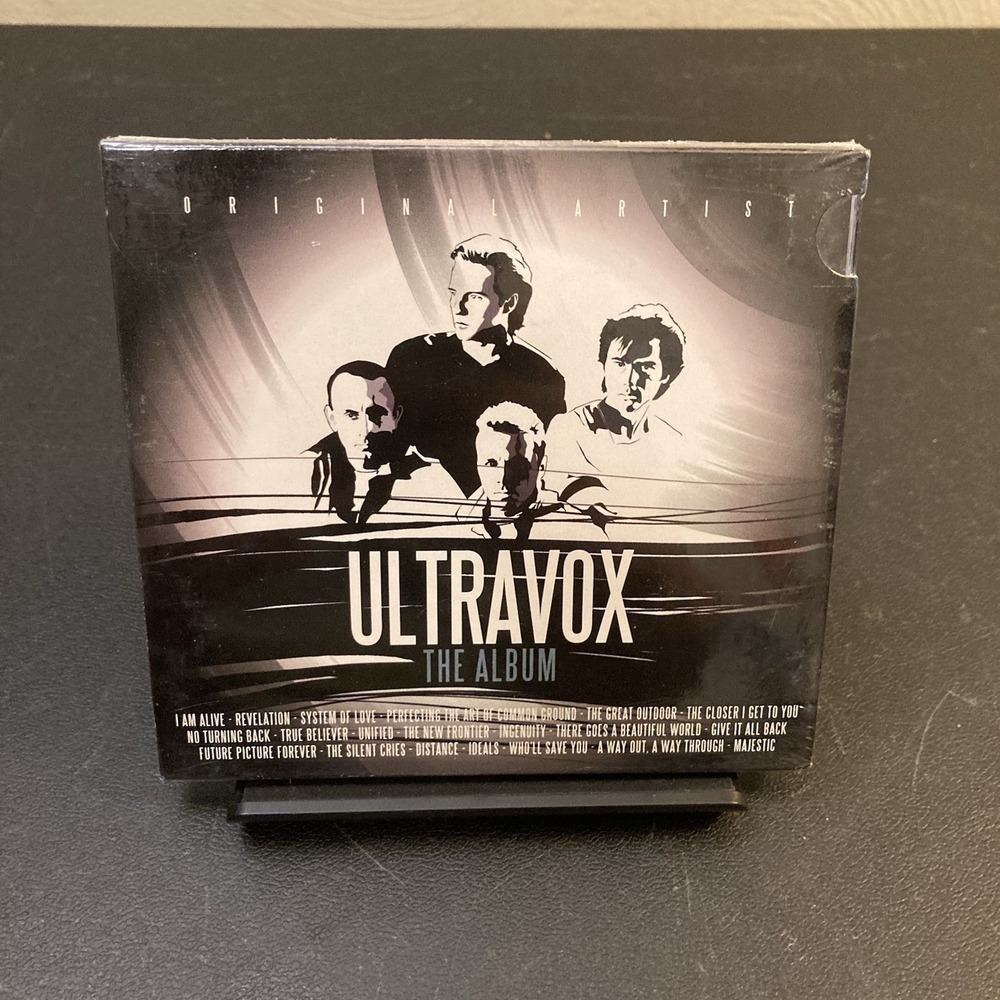 ORIGINAL ARTIST
ULTRAVOX
THE ALBUM
I AM ALIVE - REVELATION - SYSTEM OF LOVE - PERFECTING THE ART OF COMMON GROUND - THE GREAT OUTDOOR - THE CLOSER I GET TO YOU
NO TURNING BACK - TRUE BELIEVER - UNIFIED - THE NEW FRONTIER - INGENUITY - THERE GOES A BEAUTIFUL WORLD - GIVE IT ALL BACK
FUTURE PICTURE FOREVER - THE SILENT CRIES - DISTANCE - IDEALS - WHO'LL SAVE YOU - A WAY OUT, A WAY THROUGH - MAJESTIC